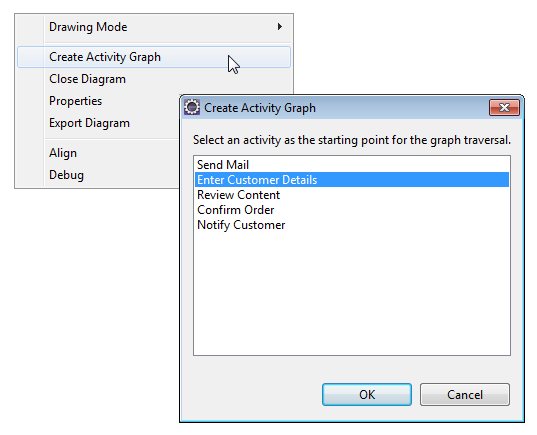 Drawing Mode
Create Activity Graph
Close Diagram
Properties
Export Diagram
Align
Debug
Create Activity Graph
Select an activity as the starting point for the graph traversal.
Send Mail
Enter Customer Details
Review Content
Confirm Order
Notify Customer
OK
Cancel